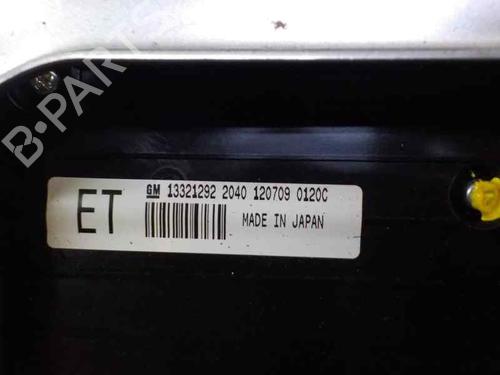 B-PARTS
ET
GM 13321292 2040 120709 0120C
MADE IN JAPAN